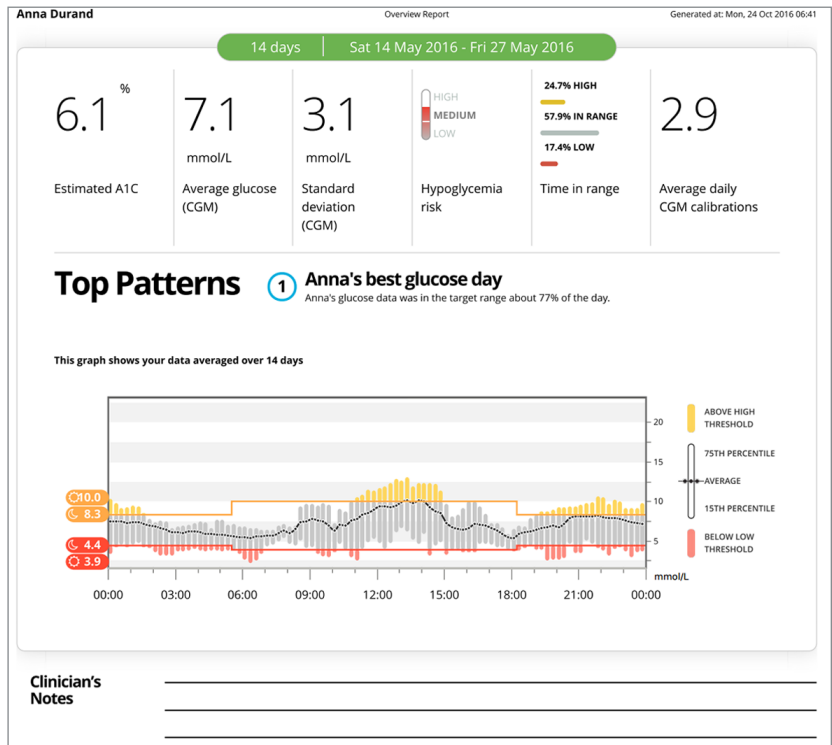 Anna Durand
Overview Report
Generated at: Mon, 24 Oct 2016 06:41
14 days
Sat 14 May 2016 - Fri 27 May 2016
6.1 %
Estimated A1C
7.1
mmol/L
Average glucose
(CGM)
3.1
mmol/L
Standard
deviation
(CGM)
HIGH
MEDIUM
LOW
Hypoglycemia
risk
24.7% HIGH
57.9% IN RANGE
17.4% LOW
Time in range
2.9
Average daily
CGM calibrations
Top Patterns
1
Anna's best glucose day
Anna's glucose data was in the target range about 77% of the day.
This graph shows your data averaged over 14 days
10.0
8.3
4.4
3.9
20
15
10
5
mmol/L
00:00 03:00 06:00 09:00 12:00 15:00 18:00 21:00 00:00
ABOVE HIGH
THRESHOLD
75TH PERCENTILE
AVERAGE
15TH PERCENTILE
BELOW LOW
THRESHOLD
Clinician's
Notes